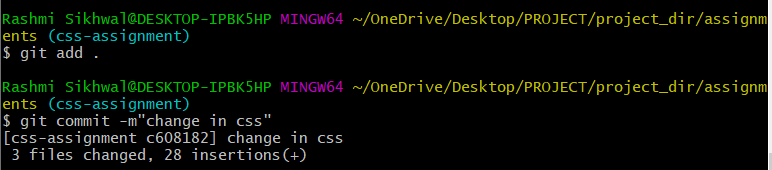 Rashmi Sikhwal@DESKTOP-IPBK5HP MINGW64 ~/OneDrive/Desktop/PROJECT/project_dir/assignm
ents (css-assignment)
$ git add .
Rashmi Sikhwal@DESKTOP-IPBK5HP MINGW64 ~/OneDrive/Desktop/PROJECT/project_dir/assignm
ents (css-assignment)
$ git commit -m"change in css"
[css-assignment c608182] change in css
 3 files changed, 28 insertions(+)